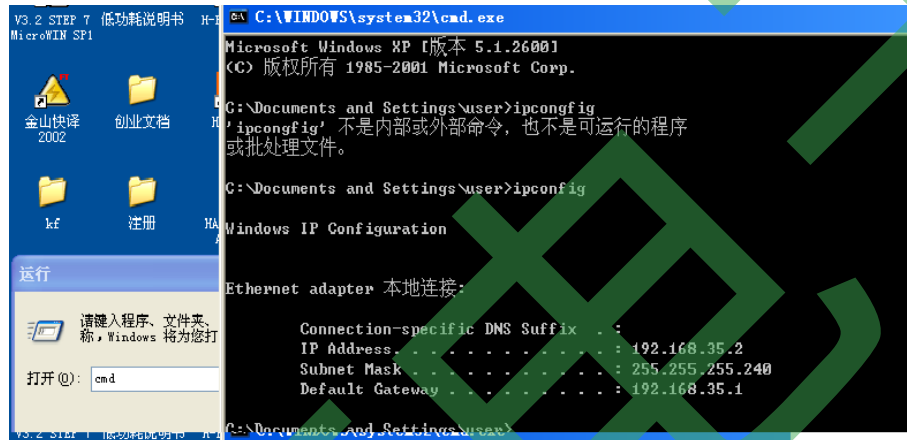 V3.2 STEP 7 低功耗说明书
MicroWIN SP1
金山快译
2002
创业文档
kf
注册
运行
请键入程序、文件夹、
称,Windows 将为您打
打开(O):
cmd
C:\WINDOWS\system32\cmd.exe
Microsoft Windows XP [版本 5.1.2600]
(C) 版权所有 1985-2001 Microsoft Corp.
C:\Documents and Settings\user>ipcongfig
'ipcongfig' 不是内部或外部命令,也不是可运行的程序
或批处理文件。
C:\Documents and Settings\user>ipconfig
Windows IP Configuration
Ethernet adapter 本地连接:
Connection-specific DNS Suffix . :
IP Address. . . . . . . . . . . . : 192.168.35.2
Subnet Mask . . . . . . . . . . . : 255.255.255.240
Default Gateway . . . . . . . . . : 192.168.35.1
C:\Documents and Settings\user>